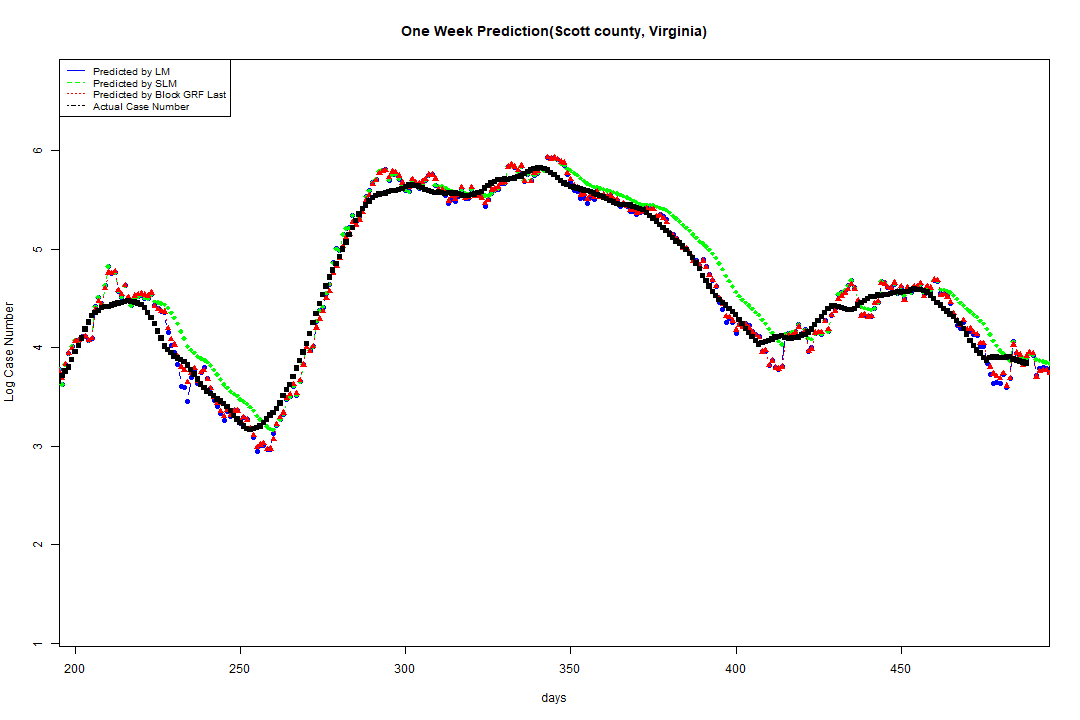 One Week Prediction(Scott county, Virginia)
Predicted by LM
Predicted by SLM
Predicted by Block GRF Last
Actual Case Number
Log Case Number
6
5
4
3
2
1
200 250 300 350 400 450
days